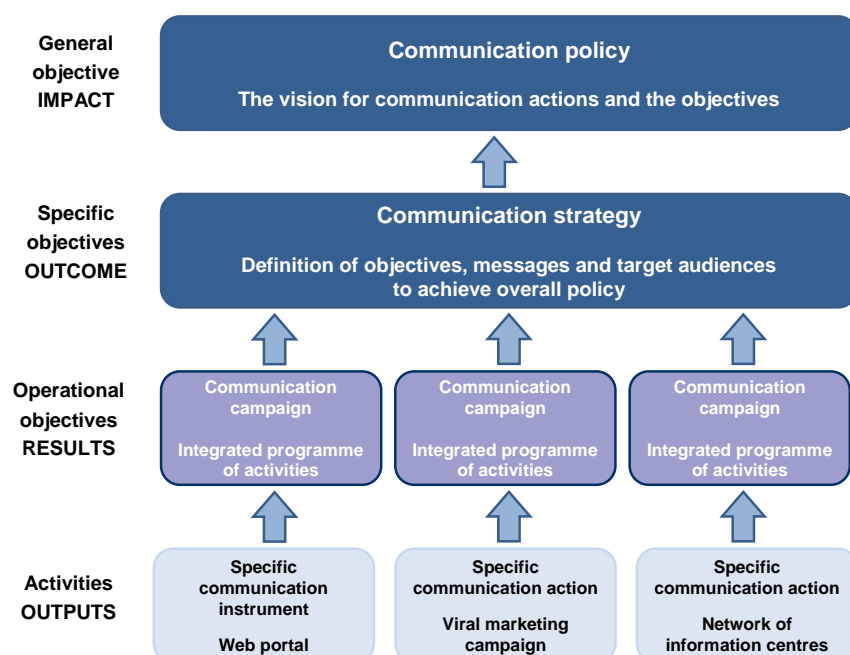 General
objective
IMPACT
Communication policy
The vision for communication actions and the objectives
Specific
objectives
OUTCOME
Communication strategy
Definition of objectives, messages and target audiences
to achieve overall policy
Operational
objectives
RESULTS
Communication
campaign
Integrated programme
of activities
Communication
campaign
Integrated programme
of activities
Communication
campaign
Integrated programme
of activities
Activities
OUTPUTS
Specific
communication
instrument
Web portal
Specific
communication action
Viral marketing
campaign
Specific
communication action
Network of
information centres